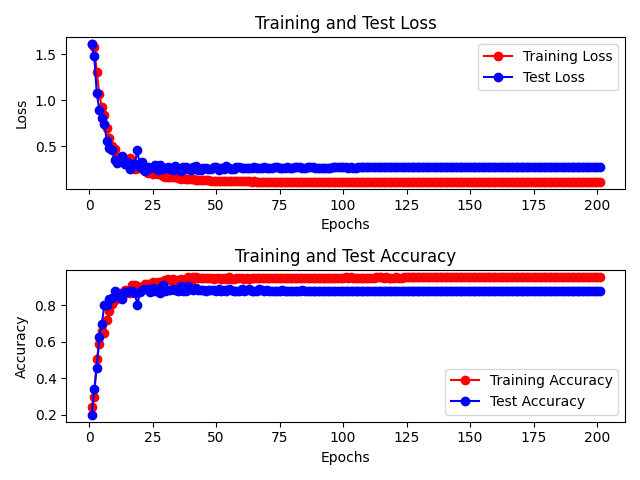 Training and Test Loss
1.5
1.0
0.5
Loss
Training Loss
Test Loss
0 25 50 75 100 125 150 175 200
Epochs
Training and Test Accuracy
0.8
0.6
0.4
0.2
Accuracy
Training Accuracy
Test Accuracy
0 25 50 75 100 125 150 175 200
Epochs